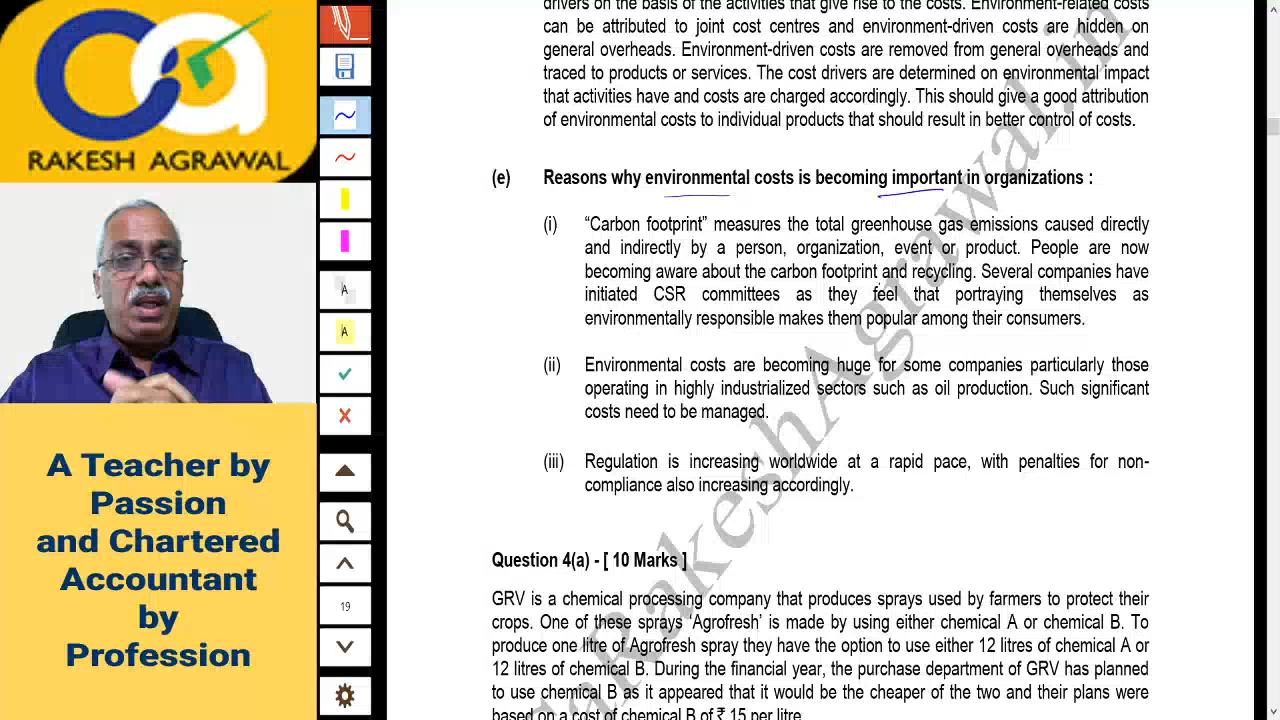 RAKESH AGRAWAL
A Teacher by
Passion
and Chartered
Accountant
by
Profession
A
A
19
drivers on the basis of the activities that give rise to the costs. Environment-related costs
can be attributed to joint cost centres and environment-driven costs are hidden on
general overheads. Environment-driven costs are removed from general overheads and
traced to products or services. The cost drivers are determined on environmental impact
that activities have and costs are charged accordingly. This should give a good attribution
of environmental costs to individual products that should result in better control of costs.
(e) Reasons why environmental costs is becoming important in organizations :
(i) “Carbon footprint” measures the total greenhouse gas emissions caused directly
and indirectly by a person, organization, event or product. People are now
becoming aware about the carbon footprint and recycling. Several companies have
initiated CSR committees as they feel that portraying themselves as
environmentally responsible makes them popular among their consumers.
(ii) Environmental costs are becoming huge for some companies particularly those
operating in highly industrialized sectors such as oil production. Such significant
costs need to be managed.
(iii) Regulation is increasing worldwide at a rapid pace, with penalties for non-
compliance also increasing accordingly.
Question 4(a) - [ 10 Marks ]
GRV is a chemical processing company that produces sprays used by farmers to protect their
crops. One of these sprays ‘Agrofresh’ is made by using either chemical A or chemical B. To
produce one litre of Agrofresh spray they have the option to use either 12 litres of chemical A or
12 litres of chemical B. During the financial year, the purchase department of GRV has planned
to use chemical B as it appeared that it would be the cheaper of the two and their plans were
based on a cost of chemical B of ₹ 15 per litre.
CaRakeshAgrawal.in